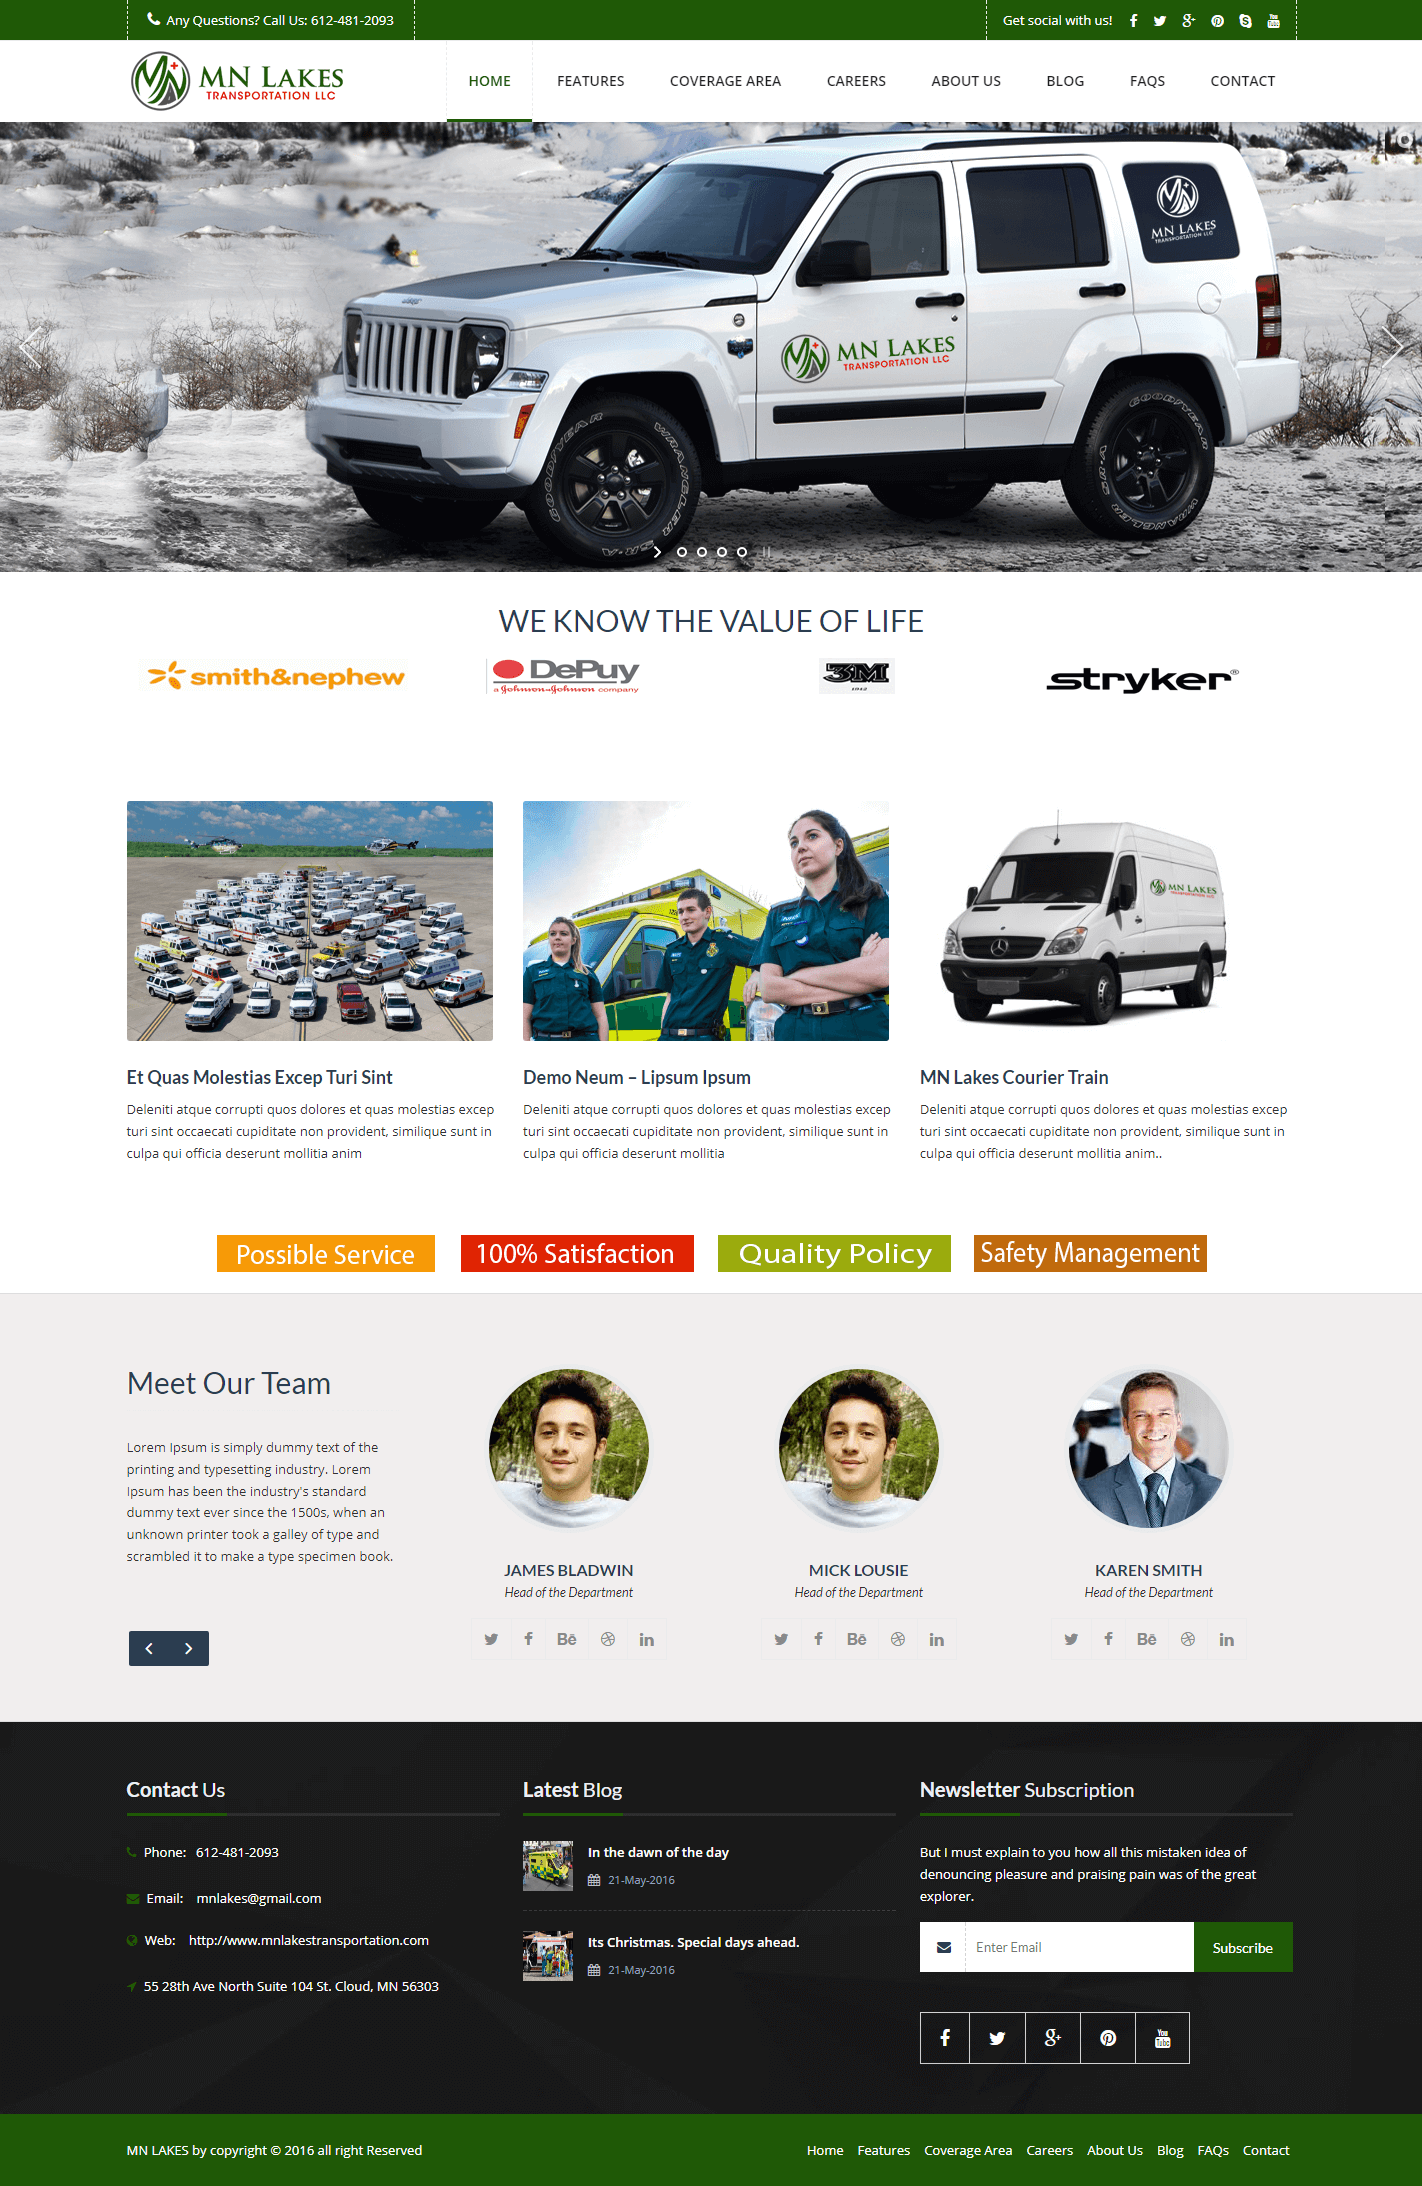 Any Questions? Call Us: 612-481-2093
Get social with us!
MN LAKES
TRANSPORTATION LLC
HOME
FEATURES
COVERAGE AREA
CAREERS
ABOUT US
BLOG
FAQS
CONTACT
MN LAKES
TRANSPORTATION LLC
MN LAKES
TRANSPORTATION LLC
GOODYEAR
WRANGLER
GOODYEAR
WRANGLER
WE KNOW THE VALUE OF LIFE
smith&nephew
DePuy
a Johnson-Johnson company
3M
1942
stryker®
MN LAKES
TRANSPORTATION LLC
Et Quas Molestias Excep Turi Sint
Deleniti atque corrupti quos dolores et quas molestias excep
turi sint occaecati cupiditate non provident, similique sunt in
culpa qui officia deserunt mollitia anim
Demo Neum – Lipsum Ipsum
Deleniti atque corrupti quos dolores et quas molestias excep
turi sint occaecati cupiditate non provident, similique sunt in
culpa qui officia deserunt mollitia
MN Lakes Courier Train
Deleniti atque corrupti quos dolores et quas molestias excep
turi sint occaecati cupiditate non provident, similique sunt in
culpa qui officia deserunt mollitia anim..
Possible Service
100% Satisfaction
Quality Policy
Safety Management
Meet Our Team
Lorem Ipsum is simply dummy text of the
printing and typesetting industry. Lorem
Ipsum has been the industry's standard
dummy text ever since the 1500s, when an
unknown printer took a galley of type and
scrambled it to make a type specimen book.
JAMES BLADWIN
Head of the Department
MICK LOUSIE
Head of the Department
KAREN SMITH
Head of the Department
Contact Us
Phone: 612-481-2093
Email: mnlakes@gmail.com
Web: http://www.mnlakestransportation.com
55 28th Ave North Suite 104 St. Cloud, MN 56303
Latest Blog
In the dawn of the day
21-May-2016
Its Christmas. Special days ahead.
21-May-2016
Newsletter Subscription
But I must explain to you how all this mistaken idea of
denouncing pleasure and praising pain was of the great
explorer.
Enter Email
Subscribe
MN LAKES by copyright © 2016 all right Reserved
Home
Features
Coverage Area
Careers
About Us
Blog
FAQs
Contact